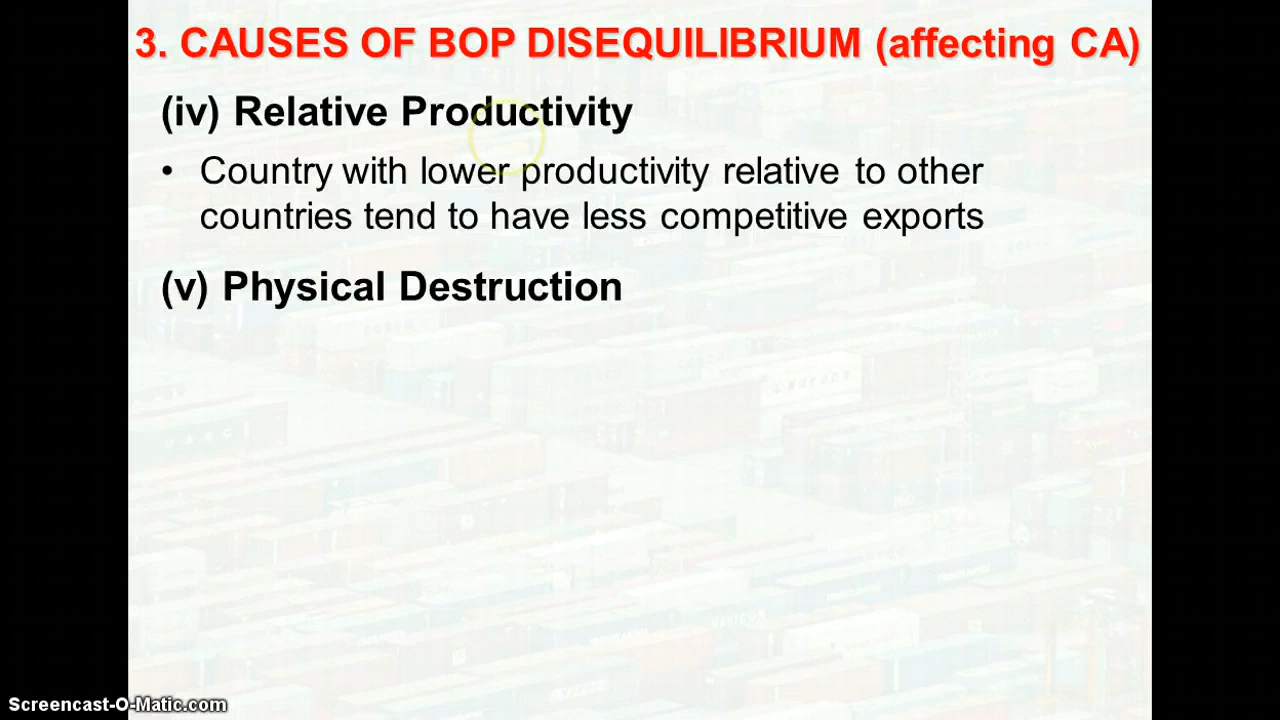 3. CAUSES OF BOP DISEQUILIBRIUM (affecting CA)
(iv) Relative Productivity
• Country with lower productivity relative to other
countries tend to have less competitive exports
(v) Physical Destruction
Screencast-O-Matic.com